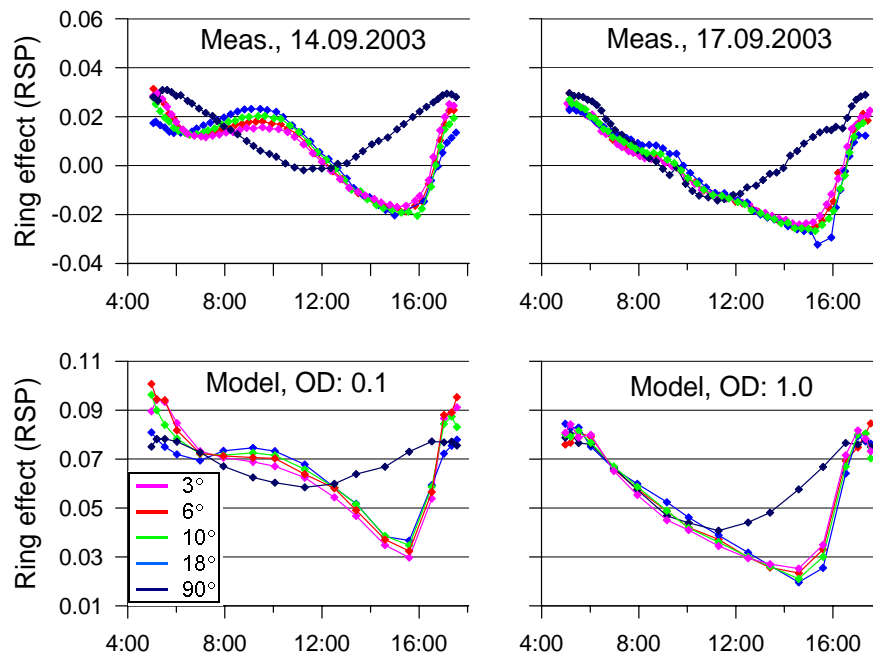 Meas., 14.09.2003
Meas., 17.09.2003
Ring effect (RSP)
0.06
0.04
0.02
0.00
-0.02
-0.04
4:00 8:00 12:00 16:00
4:00 8:00 12:00 16:00
Model, OD: 0.1
Model, OD: 1.0
Ring effect (RSP)
0.11
0.09
0.07
0.05
0.03
0.01
3°
6°
10°
18°
90°
4:00 8:00 12:00 16:00
4:00 8:00 12:00 16:00